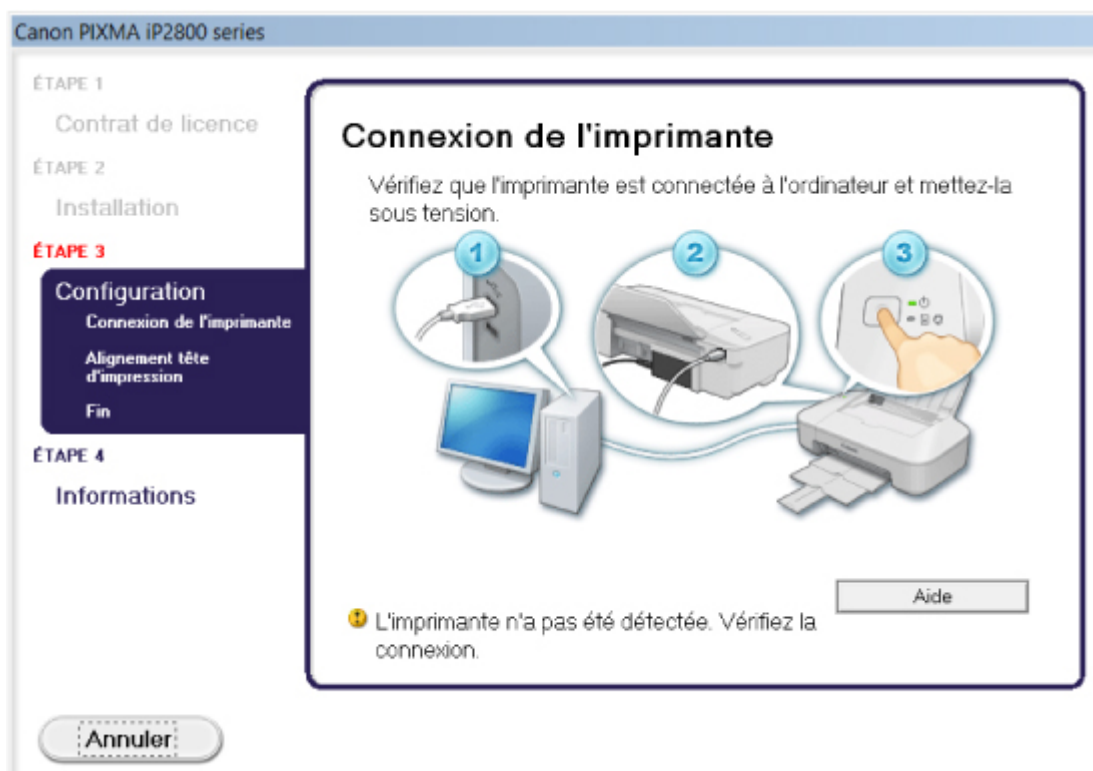 Canon PIXMA iP2800 series
ÉTAPE 1
Contrat de licence
ÉTAPE 2
Installation
ÉTAPE 3
Configuration
Connexion de l'imprimante
Alignement tête
d'impression
Fin
ÉTAPE 4
Informations
Connexion de l'imprimante
Vérifiez que l'imprimante est connectée à l'ordinateur et mettez-la
sous tension.
1
2
3
Aide
L'imprimante n'a pas été détectée. Vérifiez la
connexion.
Annuler